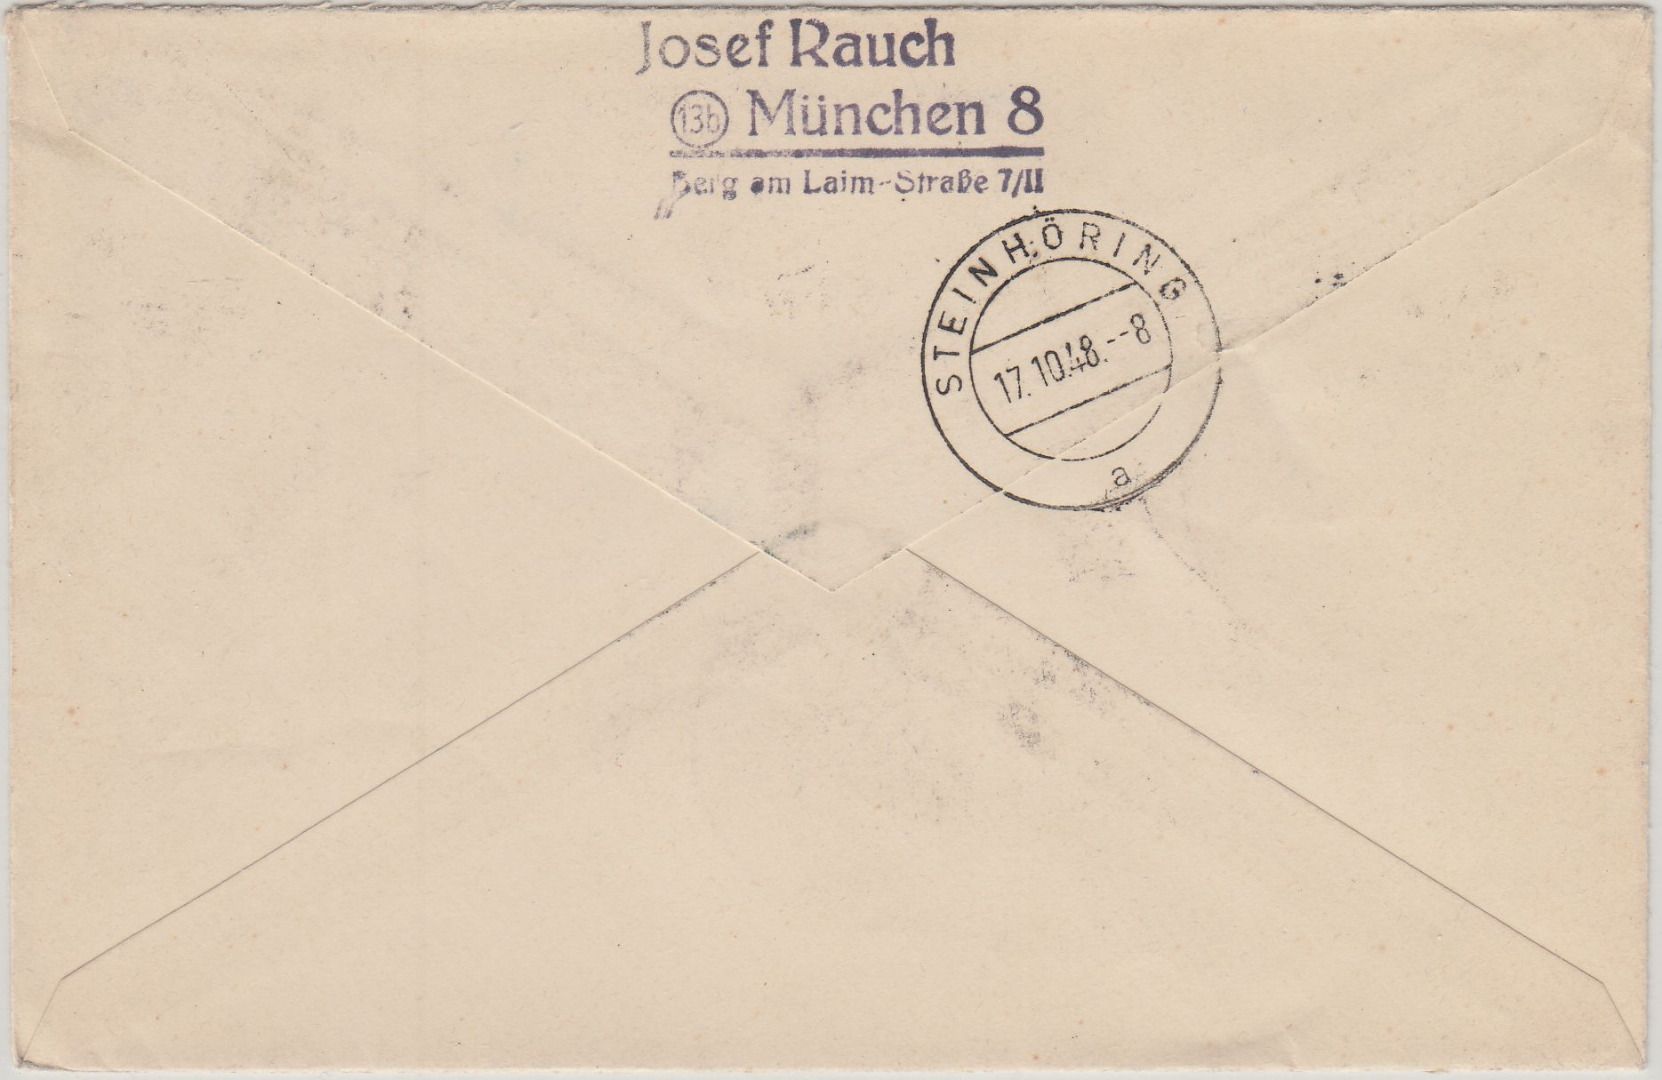 Josef Rauch
13b München 8
Berg am Laim-Straße 7/II
STEINHÖRING
17.10.48.--8
a